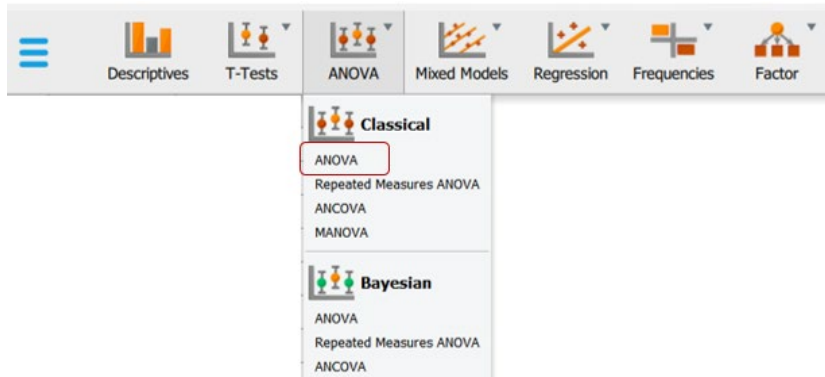 Descriptives T-Tests ANOVA Mixed Models Regression Frequencies Factor
Classical
ANOVA
Repeated Measures ANOVA
ANCOVA
MANOVA
Bayesian
ANOVA
Repeated Measures ANOVA
ANCOVA